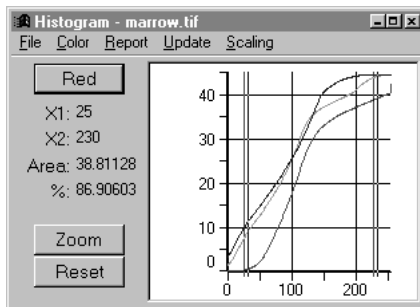 Histogram - marrow.tif
File Color Report Update Scaling
Red
X1: 25
X2: 230
Area: 38.81128
%: 86.90603
Zoom
Reset
40
30
20
10
0
0 100 200